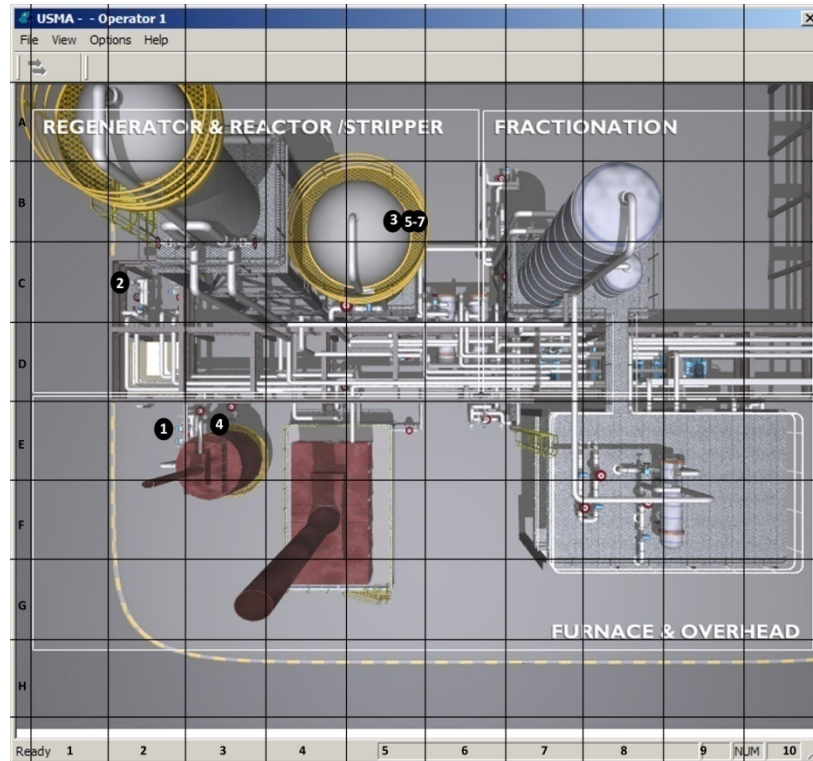 USMA - - Operator 1
File View Options Help
A
REGENERATOR & REACTOR /STRIPPER
FRACTIONATION
B
3 5-7
C
2
D
E
1
4
F
G
FURNACE & OVERHEAD
H
Ready 1 2 3 4 5 6 7 8 9 NUM 10